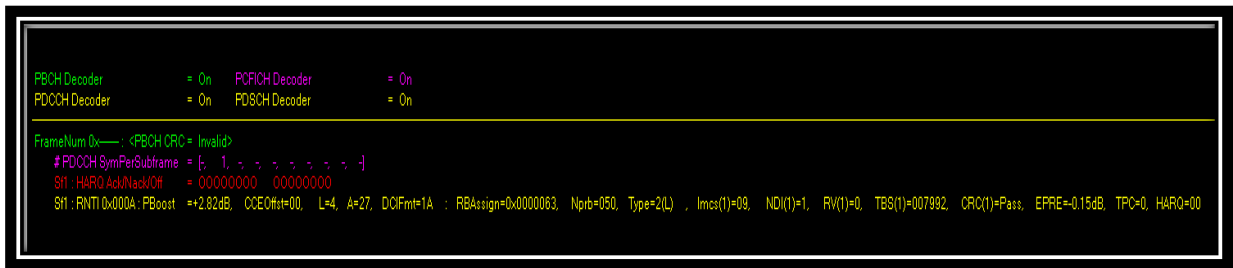 PBCH Decoder = On PCFICH Decoder = On
PDCCH Decoder = On PDSCH Decoder = On
FrameNum 0x---- : <PBCH CRC = Invalid>
# PDCCH SymPerSubframe = [-, 1, -, -, -, -, -, -, -, -]
Sf1 : HARQ Ack/Nack/Off = OOOOOOOO OOOOOOOO
Sf1 : RNTI 0x000A : PBoost =+2.82dB, CCEOffst=00, L=4, A=27, DCIFmt=1A : RBAssign=0x0000063, Nprb=050, Type=2(L) , Imcs(1)=09, NDI(1)=1, RV(1)=0, TBS(1)=007992, CRC(1)=Pass, EPRE=-0.15dB, TPC=0, HARQ=00